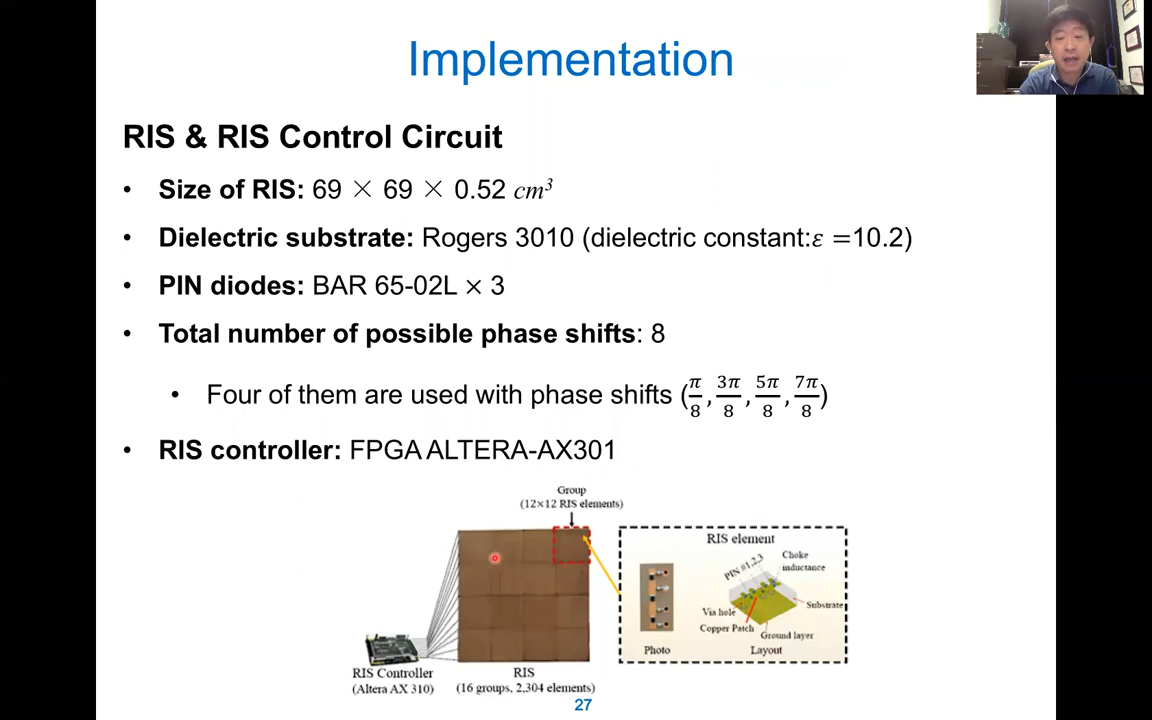 Implementation
RIS & RIS Control Circuit
• Size of RIS: 69 × 69 × 0.52 cm³
• Dielectric substrate: Rogers 3010 (dielectric constant:ε =10.2)
• PIN diodes: BAR 65-02L × 3
• Total number of possible phase shifts: 8
• Four of them are used with phase shifts (π/8, 3π/8, 5π/8, 7π/8)
• RIS controller: FPGA ALTERA-AX301
Group
(12×12 RIS elements)
RIS element
PIN #1,2,3
Choke
inductance
Via hole
Substrate
Copper Patch
Ground layer
Photo
Layout
RIS Controller
(Altera AX 310)
RIS
(16 groups, 2,304 elements)
27